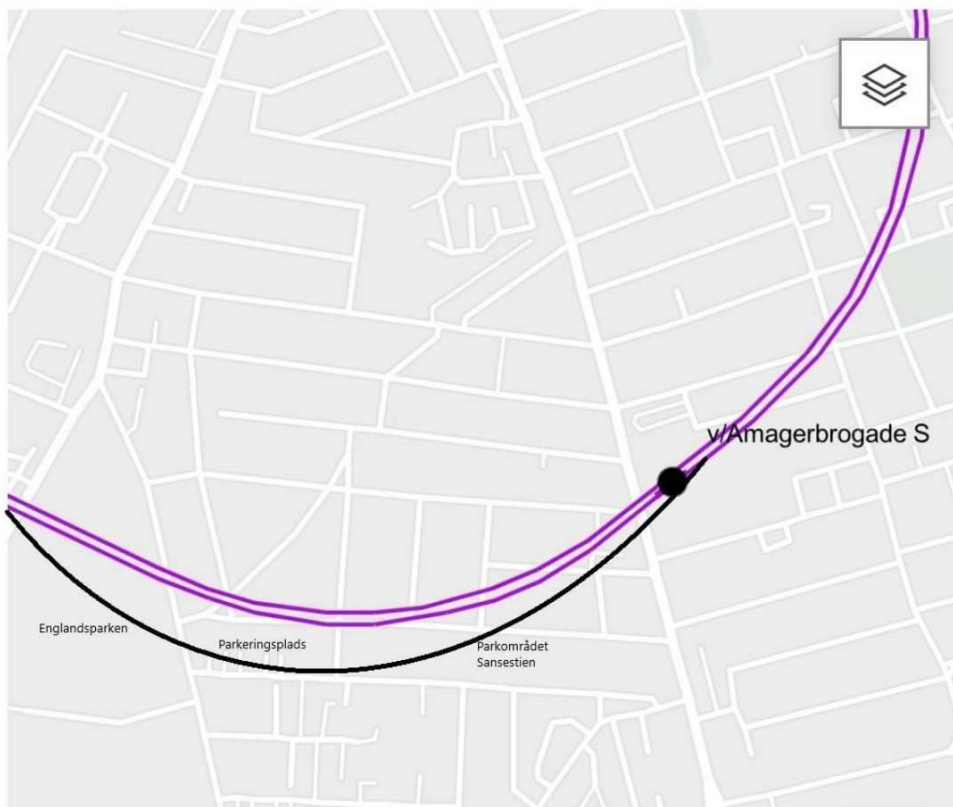 v/Amagerbrogade S
Englandsparken
Parkeringsplads
Parkområdet
Sansestien